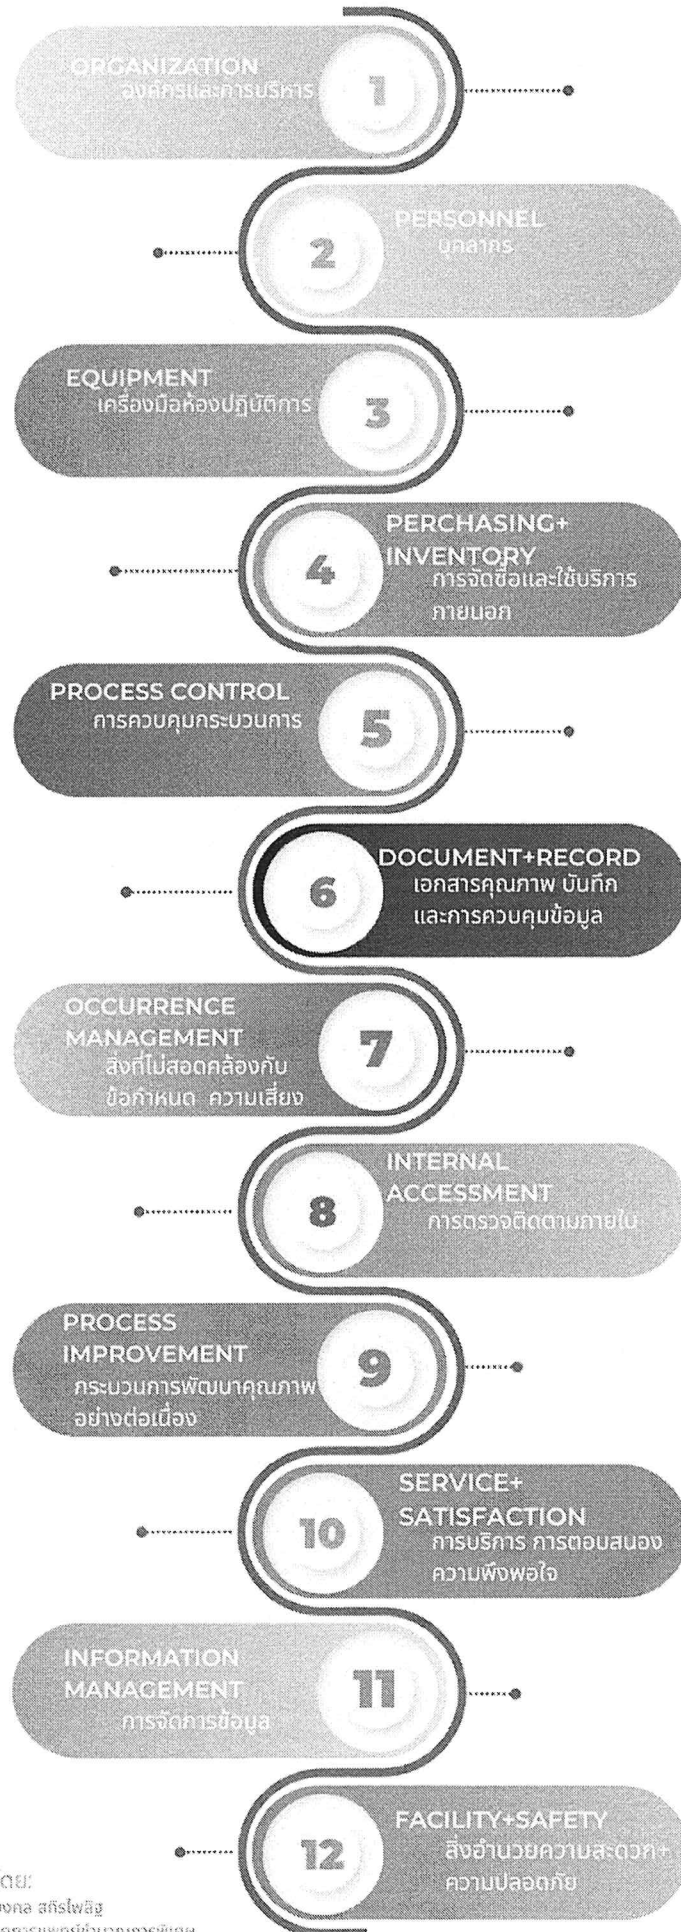 ORGANIZATION
องค์กรและการบริหาร
1
PERSONNEL
บุคลากร
2
EQUIPMENT
เครื่องมือห้องปฏิบัติการ
3
PERCHASING+
INVENTORY
การจัดซื้อและใช้บริการ
ภายนอก
4
PROCESS CONTROL
การควบคุมกระบวนการ
5
DOCUMENT+RECORD
เอกสารคุณภาพ บันทึก
และการควบคุมข้อมูล
6
OCCURRENCE
MANAGEMENT
สิ่งที่ไม่สอดคล้องกับ
ข้อกำหนด ความเสี่ยง
7
INTERNAL
ACCESSMENT
การตรวจติดตามภายใน
8
PROCESS
IMPROVEMENT
กระบวนการพัฒนาคุณภาพ
อย่างต่อเนื่อง
9
SERVICE+
SATISFACTION
การบริการ การตอบสนอง
ความพึงพอใจ
10
INFORMATION
MANAGEMENT
การจัดการข้อมูล
11
FACILITY+SAFETY
สิ่งอำนวยความสะดวก+
ความปลอดภัย
12